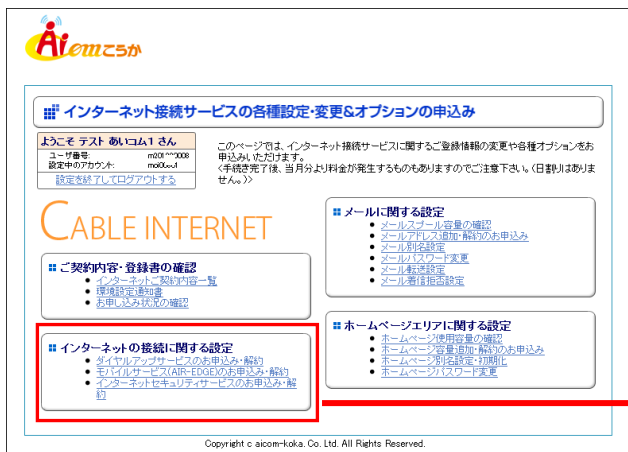 Aiomこうか
インターネット接続サービスの各種設定・変更&オプションの申込み
ようこそ テスト あいコム1 さん
ユーザ番号:
設定中のアカウント:
設定を終了してログアウトする
このページでは、インターネット接続サービスに関するご登録情報の変更や各種オプションをお
申込みいただけます。
<手続き完了後、当月分より料金が発生するものもありますのでご注意下さい。(日割りはありま
せん。)>
CABLE INTERNET
ご契約内容・登録書の確認
インターネットご契約内容一覧
環境設定通知書
お申し込み状況の確認
インターネットの接続に関する設定
ダイヤルアップサービスのお申込み・解約
モバイルサービス(AIR-EDGE)のお申込み・解約
インターネットセキュリティサービスのお申込み・解
約
メールに関する設定
メールスプール容量の確認
メールアドレス追加・解約のお申込み
メール別名設定
メールパスワード変更
メール転送設定
メール着信拒否設定
ホームページエリアに関する設定
ホームページ使用容量の確認
ホームページ容量追加・解約のお申込み
ホームページ別名設定・初期化
ホームページパスワード変更
Copyright c aicom-koka. Co. Ltd. All Rights Reserved.